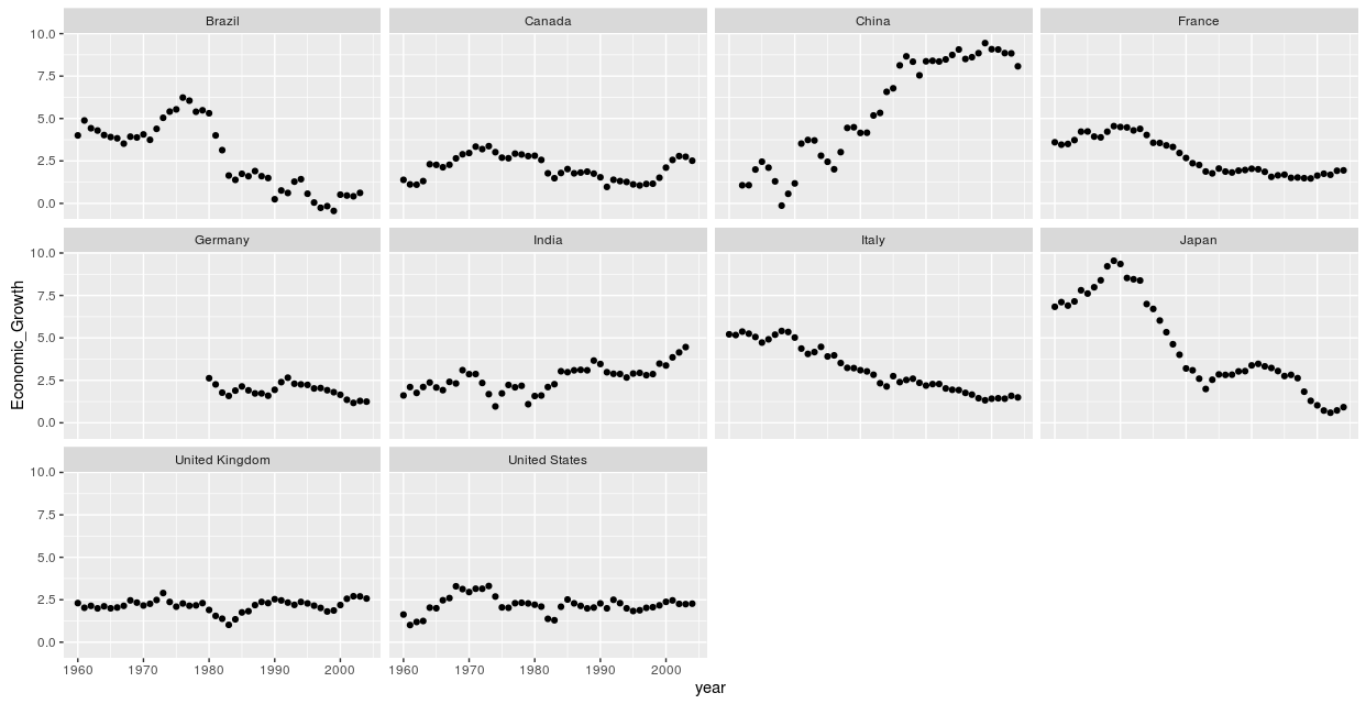 Brazil Canada China France
10.0
7.5
5.0
2.5
0.0
Germany India Italy Japan
10.0
7.5
5.0
2.5
0.0
Economic_Growth
United Kingdom United States
10.0
7.5
5.0
2.5
0.0
1960 1970 1980 1990 2000 1960 1970 1980 1990 2000
year